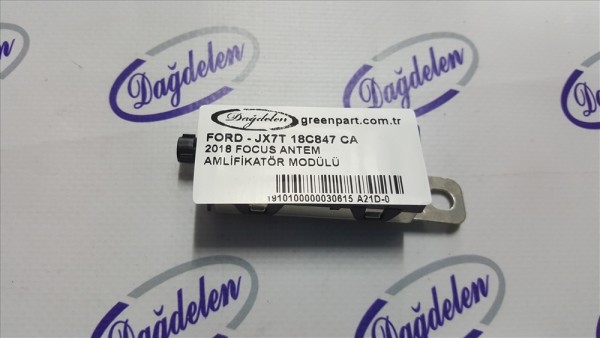 Dağdelen
Dağdelen
Dağdelen greenpart.com.tr
FORD - JX7T 18C847 CA
2018 FOCUS ANTEM
AMLİFİKATÖR MODÜLÜ
1910100000030615 A21D-0
Dağdelen
Dağdelen